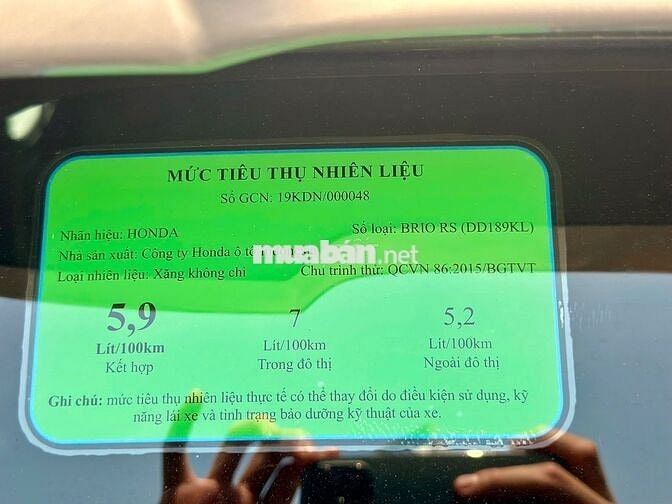 MỨC TIÊU THỤ NHIÊN LIỆU
Số GCN: 19KDN/000048
Nhãn hiệu: HONDA
Số loại: BRIO RS (DD189KL)
Nhà sản xuất: Công ty Honda ô tô
muabán.net
Loại nhiên liệu: Xăng không chì
Chu trình thử: QCVN 86:2015/BGTVT
5,9
7
5,2
Lít/100km
Lít/100km
Lít/100km
Kết hợp
Trong đô thị
Ngoài đô thị
Ghi chú: mức tiêu thụ nhiên liệu thực tế có thể thay đổi do điều kiện sử dụng, kỹ
năng lái xe và tình trạng bảo dưỡng kỹ thuật của xe.